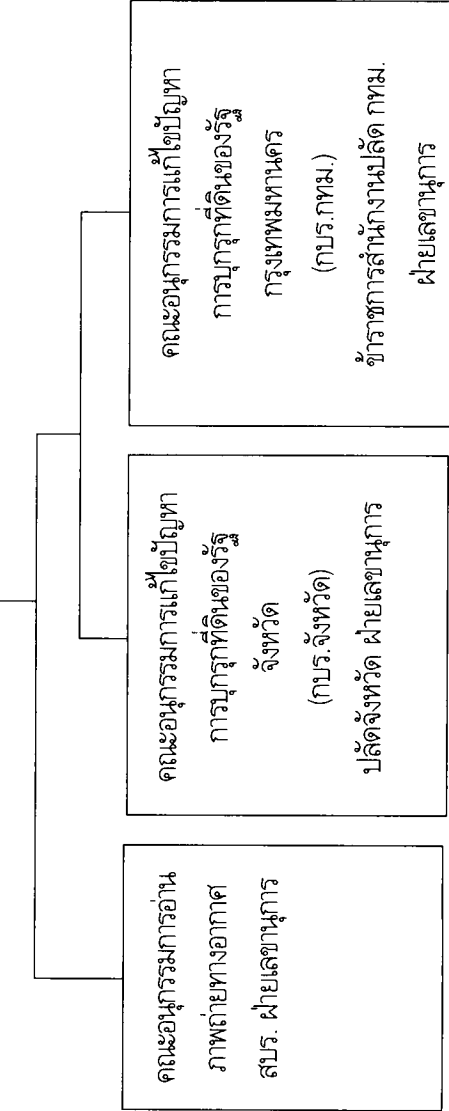 คณะอนุกรรมการอ่าน
ภาพถ่ายทางอากาศ
สบร. ฝ่ายเลขานุการ
คณะอนุกรรมการแก้ไขปัญหา
การบุกรุกที่ดินของรัฐ
จังหวัด
(กบร.จังหวัด)
ปลัดจังหวัด ฝ่ายเลขานุการ
คณะอนุกรรมการแก้ไขปัญหา
การบุกรุกที่ดินของรัฐ
กรุงเทพมหานคร
(กบร.กทม.)
ข้าราชการสำนักงานปลัด กทม.
ฝ่ายเลขานุการ